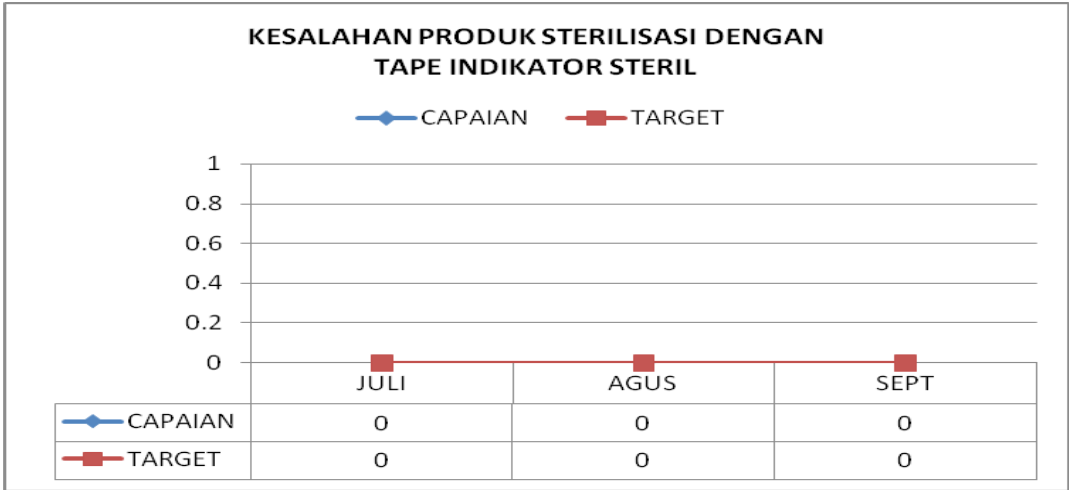 KESALAHAN PRODUK STERILISASI DENGAN
TAPE INDIKATOR STERIL
CAPAIAN TARGET
1
0.8
0.6
0.4
0.2
0
JULI AGUS SEPT
CAPAIAN 0 0 0
TARGET 0 0 0